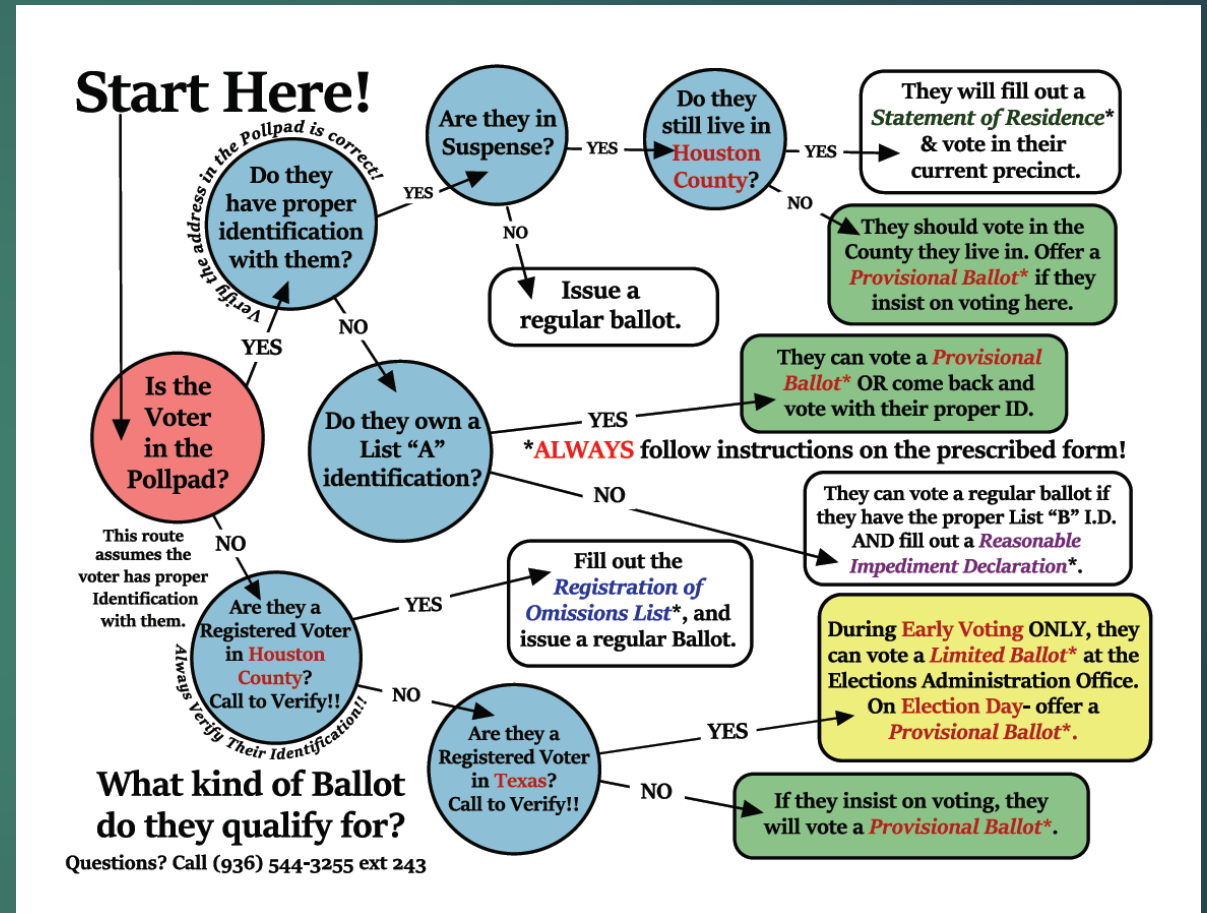 Start Here!
Verify the address in the Pollpad is correct!
Do they
have proper
identification
with them?
YES
Are they in
Suspense?
YES
Do they
still live in
Houston
County?
YES
They will fill out a
Statement of Residence*
& vote in their
current precinct.
NO
They should vote in the
County they live in. Offer a
Provisional Ballot* if they
insist on voting here.
NO
Issue a
regular ballot.
YES
NO
Is the
Voter
in the
Pollpad?
Do they own a
List “A”
identification?
YES
They can vote a Provisional
Ballot* OR come back and
vote with their proper ID.
*ALWAYS follow instructions on the prescribed form!
NO
They can vote a regular ballot if
they have the proper List “B” I.D.
AND fill out a Reasonable
Impediment Declaration*.
This route
assumes the
voter has proper
Identification
with them.
NO
Are they a
Registered Voter
in Houston
County?
Call to Verify!!
Always Verify Their Identification!!
YES
Fill out the
Registration of
Omissions List*, and
issue a regular Ballot.
NO
Are they a
Registered Voter
in Texas?
Call to Verify!!
YES
During Early Voting ONLY, they
can vote a Limited Ballot* at the
Elections Administration Office.
On Election Day- offer a
Provisional Ballot*.
NO
If they insist on voting, they
will vote a Provisional Ballot*.
What kind of Ballot
do they qualify for?
Questions? Call (936) 544-3255 ext 243